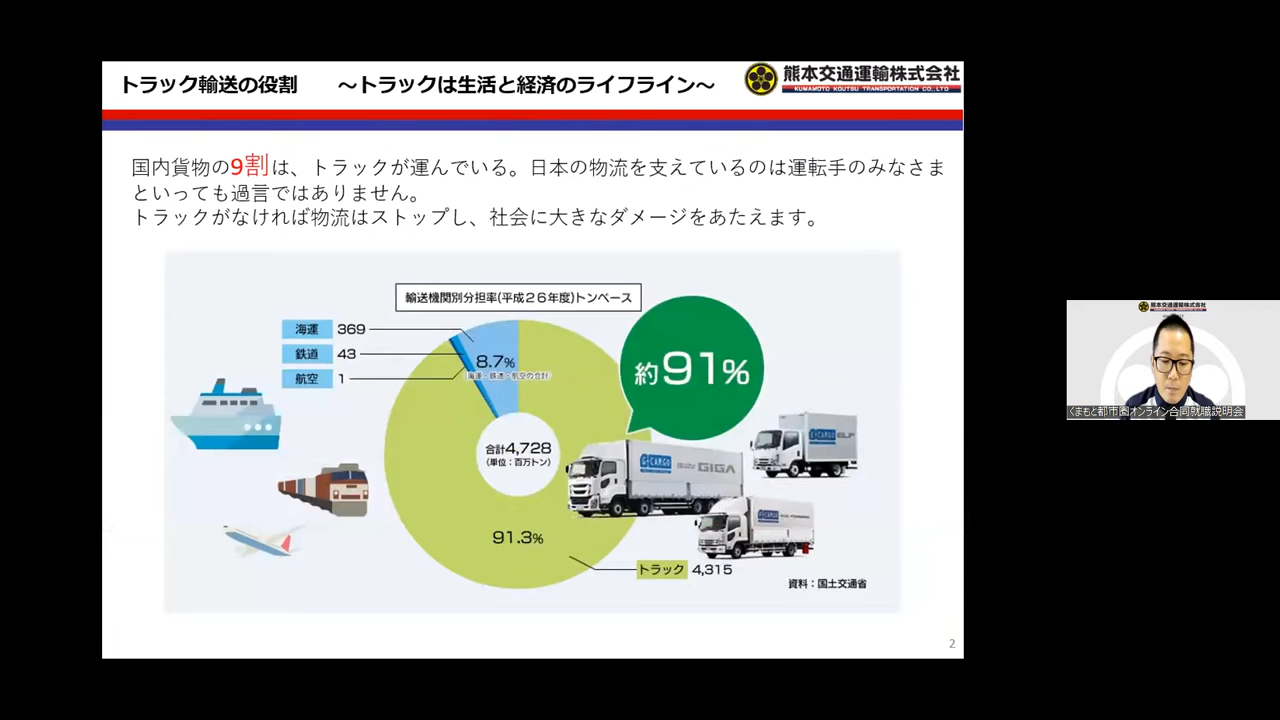 トラック輸送の役割　～トラックは生活と経済のライフライン～
熊本交通運輸株式会社
KUMAMOTO KOUTSU TRANSPORTATION CO.,LTD
国内貨物の9割は、トラックが運んでいる。日本の物流を支えているのは運転手のみなさま
といっても過言ではありません。
トラックがなければ物流はストップし、社会に大きなダメージをあたえます。
輸送機関別分担率(平成２６年度)トンベース
海運 369
鉄道 43
航空 1
8.7%
(海運・鉄道・航空の合計)
約91%
合計4,728
(単位：百万トン)
91.3%
トラック 4,315
G-CARGO
ISUZU GIGA
G-CARGO
ELF
G-CARGO
資料：国土交通省
2
熊本交通運輸株式会社
くまもと都市圏オンライン合同就職説明会